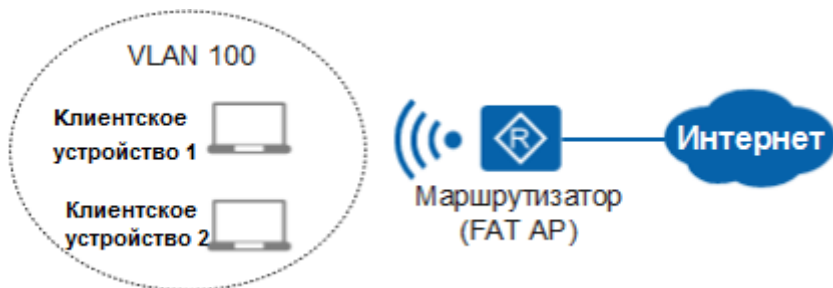 VLAN 100
Клиентское
устройство 1
Клиентское
устройство 2
R
Интернет
Маршрутизатор
(FAT AP)